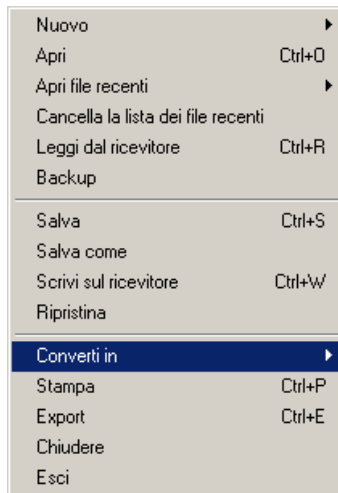 Nuovo
Apri Ctrl+O
Apri file recenti
Cancella la lista dei file recenti
Leggi dal ricevitore Ctrl+R
Backup
Salva Ctrl+S
Salva come
Scrivi sul ricevitore Ctrl+W
Ripristina
Converti in
Stampa Ctrl+P
Export Ctrl+E
Chiudere
Esci